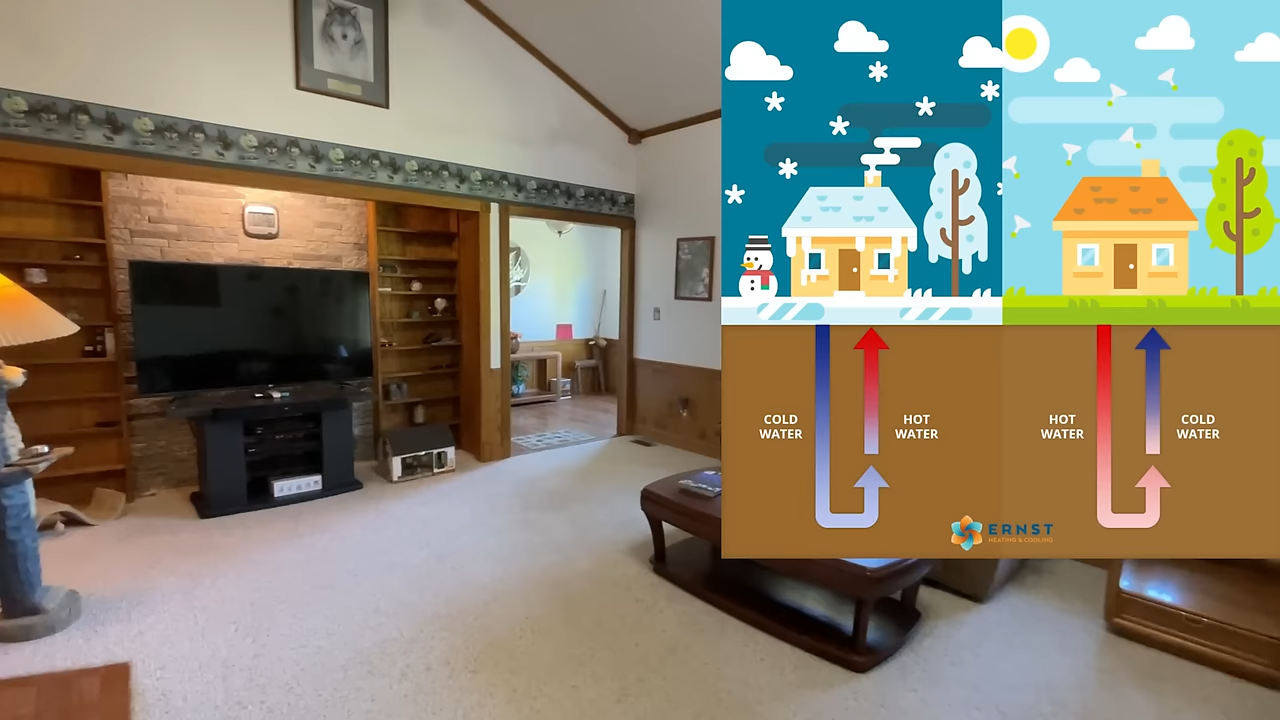 COLD
WATER
HOT
WATER
HOT
WATER
COLD
WATER
ERNST
HEATING & COOLING